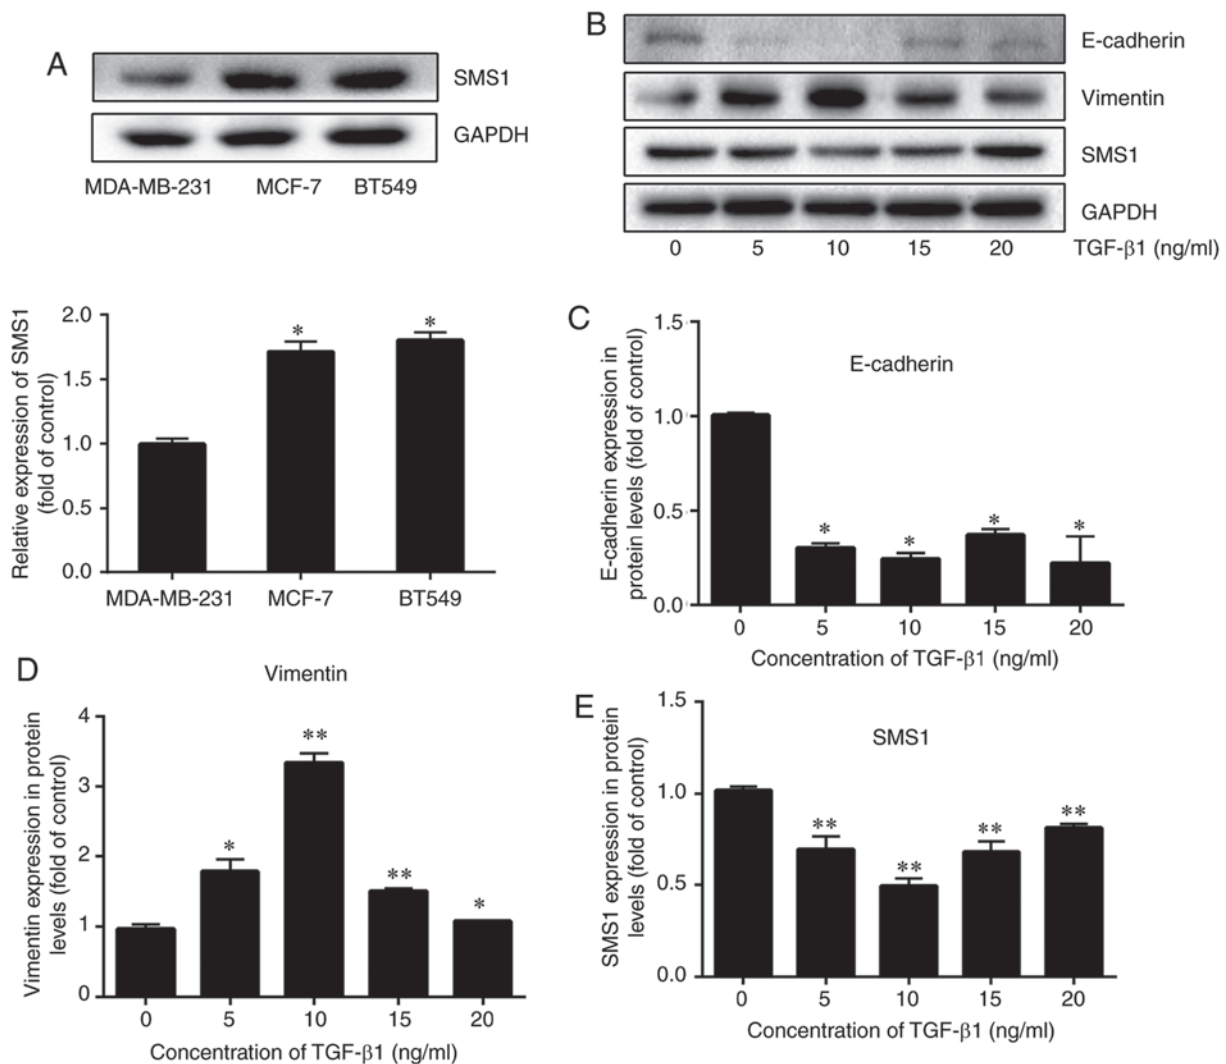 A
SMS1
GAPDH
MDA-MB-231 MCF-7 BT549
Relative expression of SMS1
(fold of control)
2.0
1.5
1.0
0.5
0.0
*
*
MDA-MB-231 MCF-7 BT549
B
E-cadherin
Vimentin
SMS1
GAPDH
0 5 10 15 20 TGF-β1 (ng/ml)
C
E-cadherin
E-cadherin expression in
protein levels (fold of control)
1.5
1.0
0.5
0.0
*
*
*
*
0 5 10 15 20
Concentration of TGF-β1 (ng/ml)
D
Vimentin
Vimentin expression in protein
levels (fold of control)
4
3
2
1
0
*
**
**
*
0 5 10 15 20
Concentration of TGF-β1 (ng/ml)
E
SMS1
SMS1 expression in protein
levels (fold of control)
1.5
1.0
0.5
0.0
**
**
**
**
0 5 10 15 20
Concentration of TGF-β1 (ng/ml)